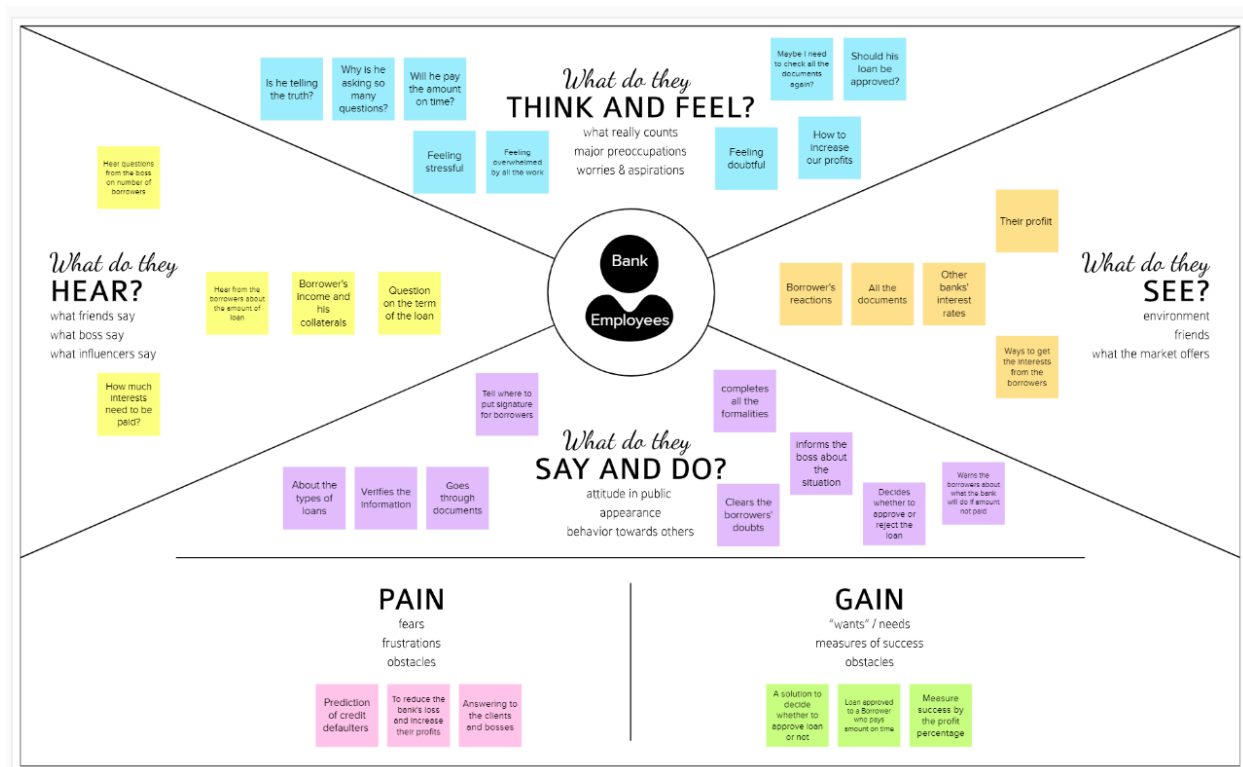 What do they
THINK AND FEEL?
what really counts
major preoccupations
worries & aspirations
Is he telling
the truth?
Why is he
asking so
many
questions?
Will he pay
the amount
on time?
Feeling
stressful
Feeling
overwhelmed
by all the work
Maybe I need
to check all the
documents
again?
Should his
loan be
approved?
Feeling
doubtful
How to
increase
our profits
What do they
HEAR?
what friends say
what boss say
what influencers say
Hear questions
from the boss
on number of
borrowers
Hear from the
borrowers about
the amount of
loan
Borrower's
income and
his
collaterals
Question
on the term
of the loan
How much
interests
need to be
paid?
Bank
Employees
What do they
SEE?
environment
friends
what the market offers
Their profilt
Borrower's
reactions
All the
documents
Other
banks'
interest
rates
Ways to get
the interests
from the
borrowers
What do they
SAY AND DO?
attitude in public
appearance
behavior towards others
Tell where to
put signature
for borrowers
About the
types of
loans
Verifies the
information
Goes
through
documents
completes
all the
formalities
informs the
boss about
the
situation
Clears the
borrowers'
doubts
Decides
whether to
approve or
reject the
loan
Warns the
borrowers about
what the bank
will do if amount
not paid
PAIN
fears
frustrations
obstacles
Prediction
of credit
defaulters
To reduce the
bank's loss
and increase
their profits
Answering to
the clients
and bosses
GAIN
"wants" / needs
measures of success
obstacles
A solution to
decide
whether to
approve loan
or not
Loan approved
to a Borrower
who pays
amount on time
Measure
success by
the profit
percentage